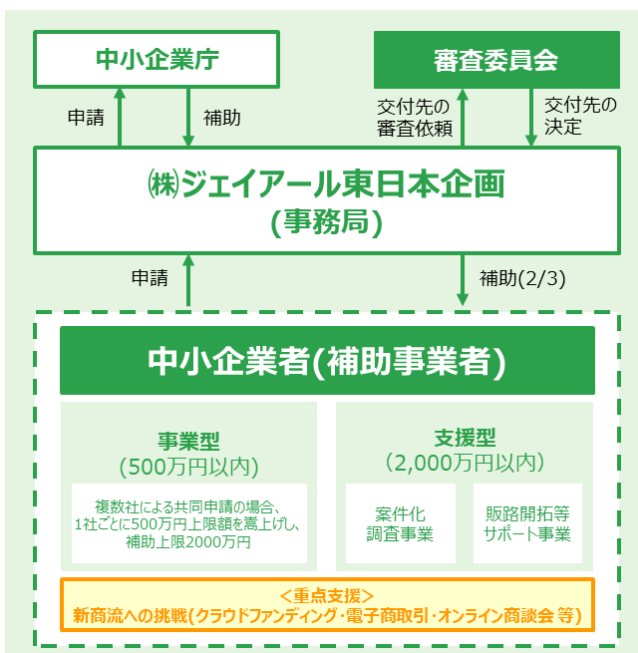 中小企業庁
審査委員会
申請
補助
交付先の
審査依頼
交付先の
決定
㈱ジェイアール東日本企画
(事務局)
申請
補助(2/3)
中小企業者(補助事業者)
事業型
(500万円以内)
複数社による共同申請の場合、
1社ごとに500万円上限額を嵩上げし、
補助上限2000万円
支援型
(2,000万円以内)
案件化
調査事業
販路開拓等
サポート事業
＜重点支援＞
新商流への挑戦(クラウドファンディング・電子商取引・オンライン商談会 等)